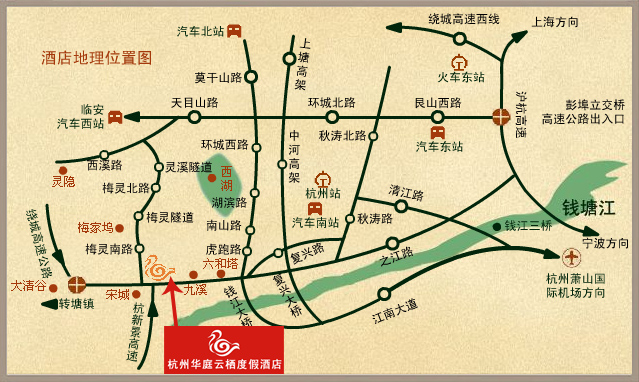 酒店地理位置图
汽车北站
上塘高架
绕城高速西线
上海方向
莫干山路
火车东站
临安
汽车西站
天目山路
环城北路
艮山西路
沪杭高速
彭埠立交桥
高速公路出入口
环城西路
中河高架
秋涛北路
汽车东站
西溪路
灵溪隧道
灵隐
梅灵北路
西湖
杭州站
清江路
湖滨路
汽车南站
钱塘江
绕城高速公路
梅家坞
梅灵隧道
南山路
秋涛路
钱江三桥
宁波方向
梅灵南路
虎跑路
复兴路
之江路
六和塔
杭州萧山国
际机场方向
大清谷
宋城
九溪
钱江大桥
复兴大桥
转塘镇
杭新景高速
江南大道
杭州华庭云栖度假酒店